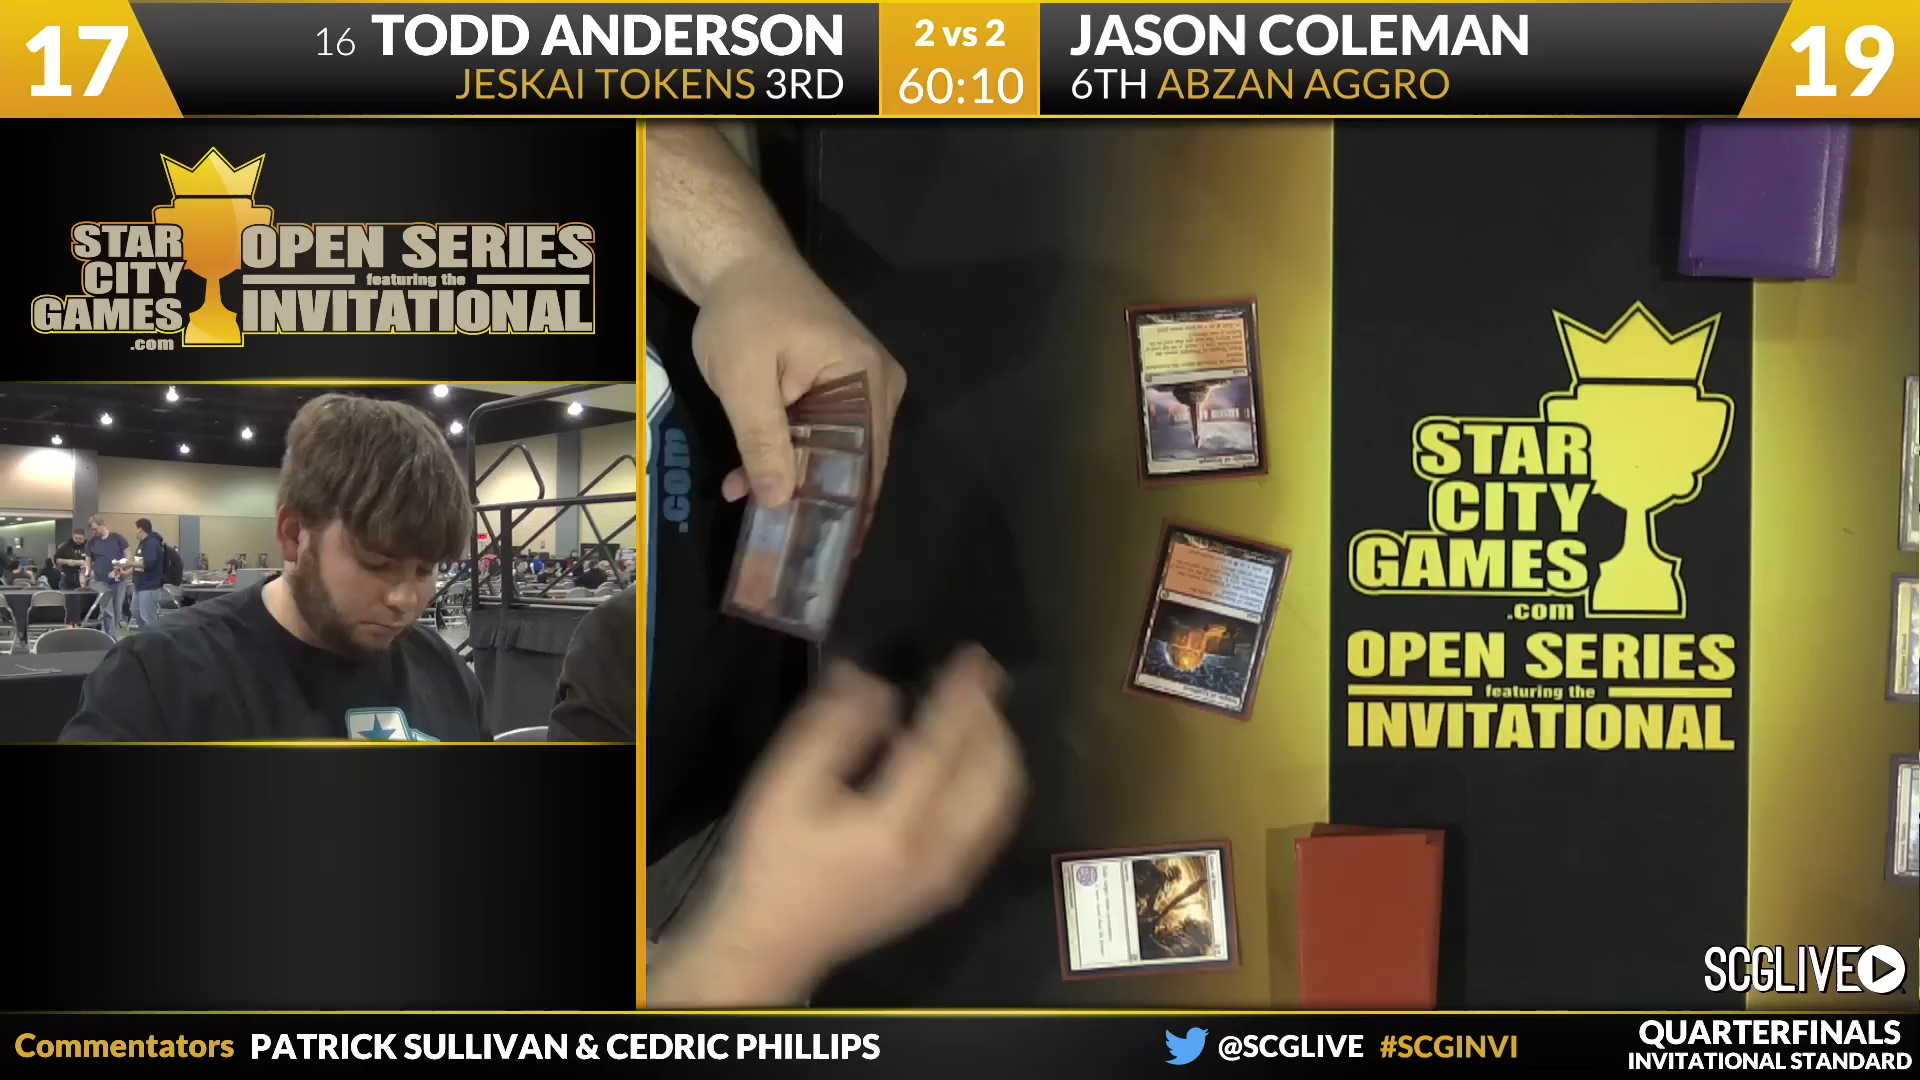 17
16 TODD ANDERSON
JESKAI TOKENS 3RD
2 vs 2
60:10
JASON COLEMAN
6TH ABZAN AGGRO
19
STAR CITY GAMES .com
OPEN SERIES
featuring the
INVITATIONAL
.com
STAR
CITY
GAMES
.com
OPEN SERIES
featuring the
INVITATIONAL
SCGLIVE
Commentators PATRICK SULLIVAN & CEDRIC PHILLIPS
@SCGLIVE #SCGINVI
QUARTERFINALS
INVITATIONAL STANDARD